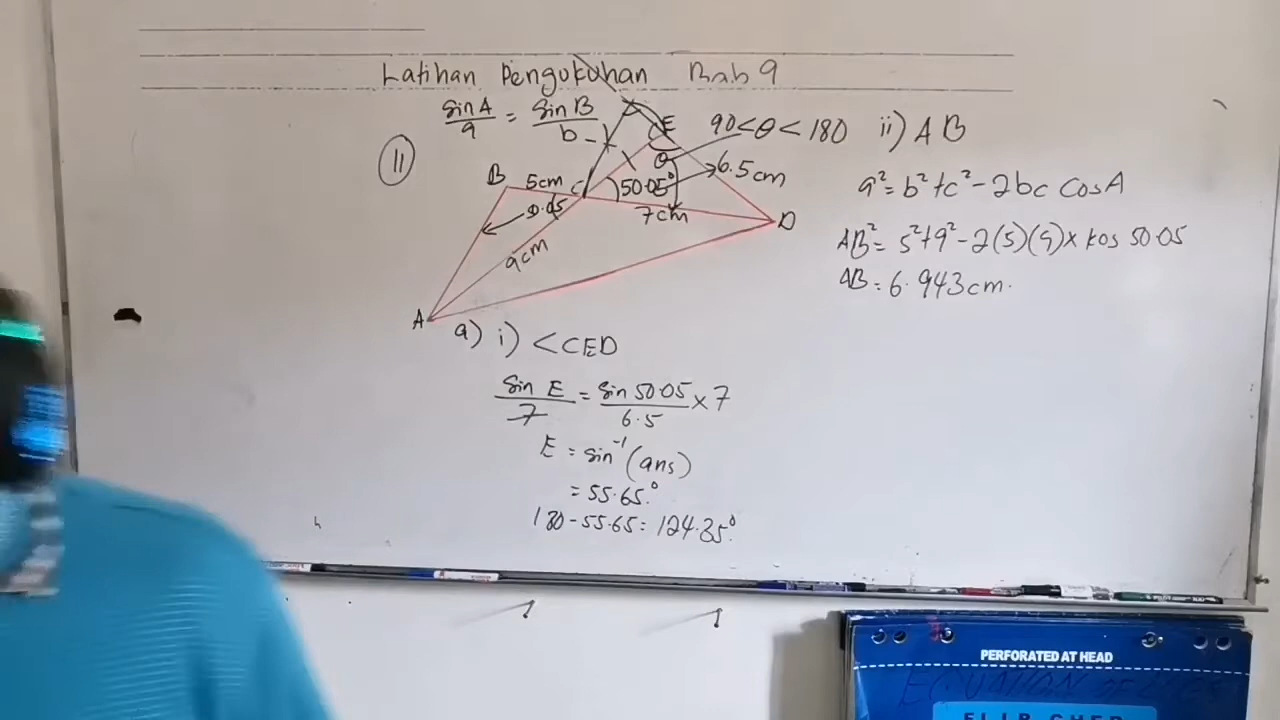 Latihan Pengukuhan Bab 9
sin A/a = sin B/b
90<θ<180
ii) AB
11
B 5cm C
E
θ
50.05°
6.5cm
7cm
D
9cm
A
a² = b² + c² - 2bc cos A
AB² = 5² + 9² - 2(5)(9) x kos 50.05
AB = 6.943cm.
a) i) <CED
sin E/7 = sin 50.05/6.5 x 7
E = sin⁻¹ (ans)
= 55.65°
180 - 55.65 = 124.35°
PERFORATED AT HEAD
FLIP CHER